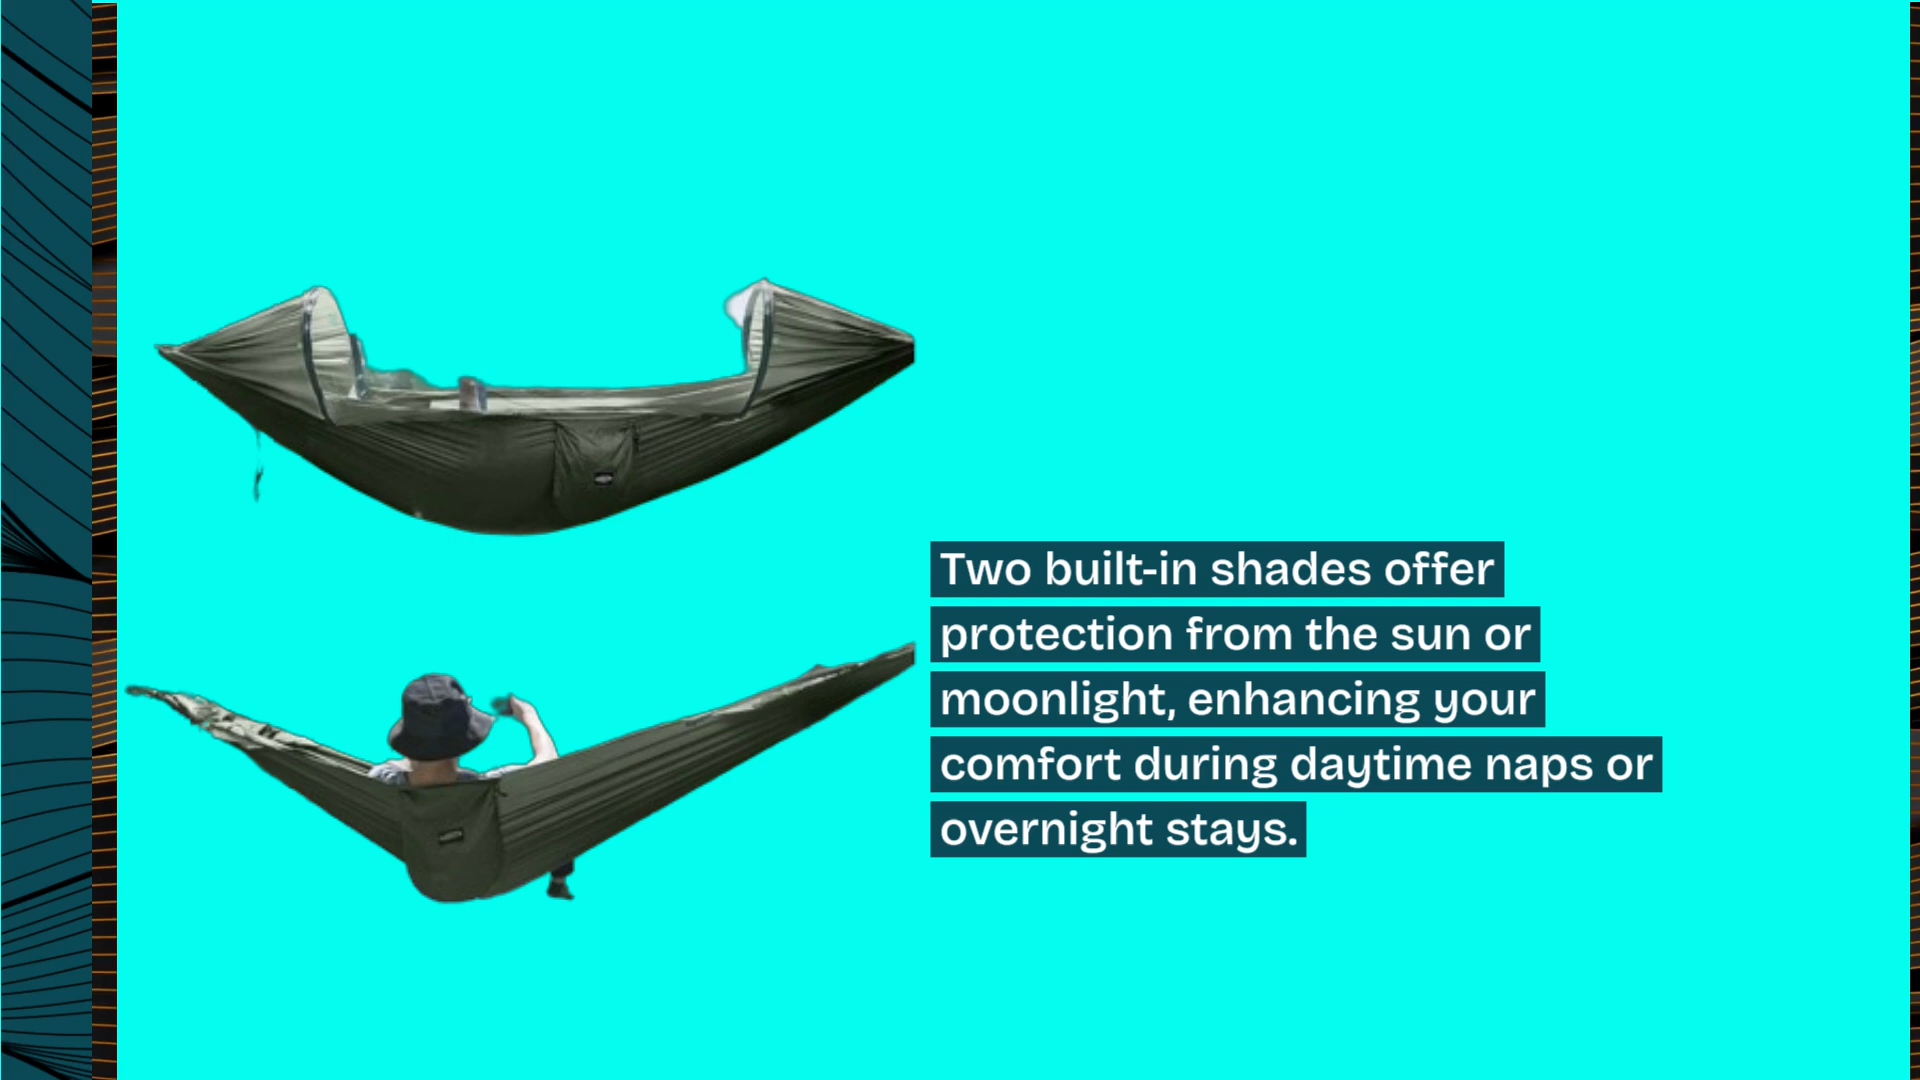 Two built-in shades offer
protection from the sun or
moonlight, enhancing your
comfort during daytime naps or
overnight stays.